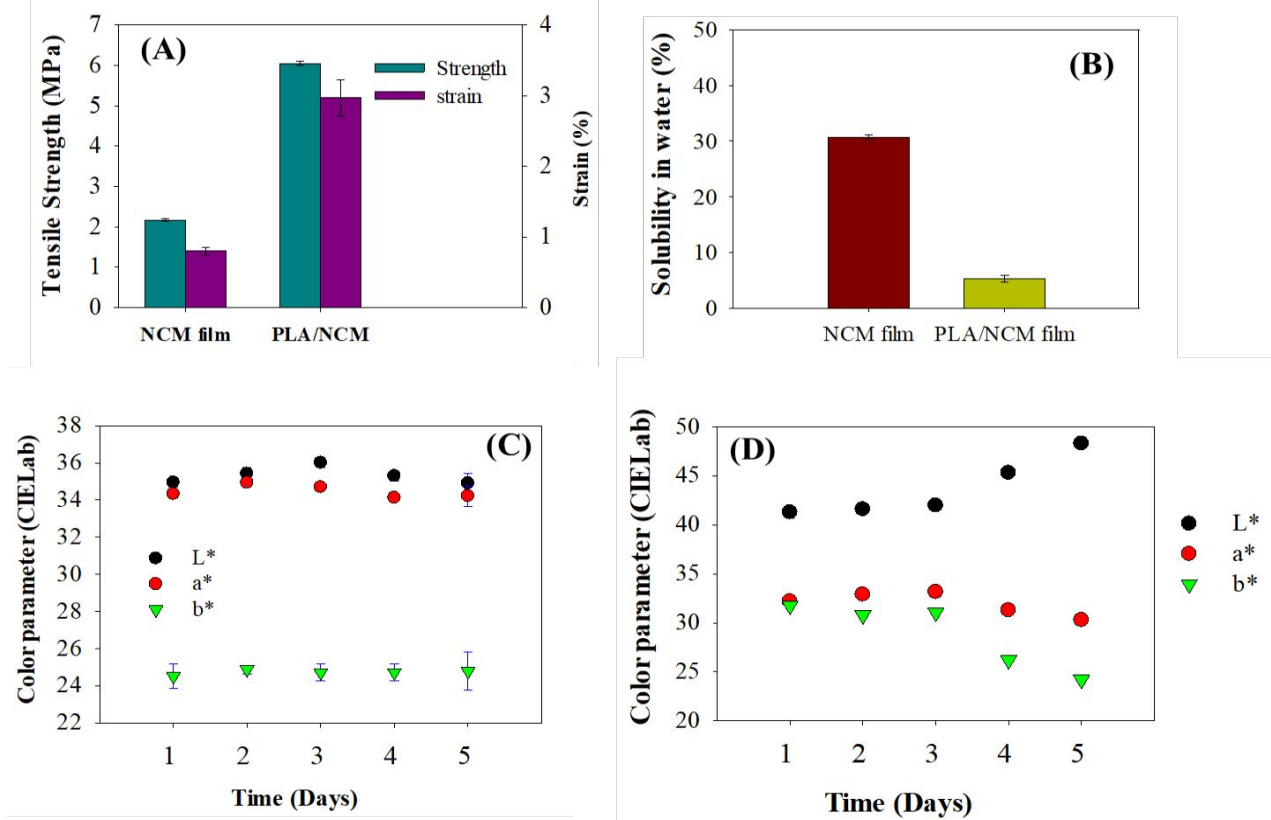 (A)
Tensile Strength (MPa)
7
6
5
4
3
2
1
0
Strength
strain
4
3
2
1
0
Strain (%)
NCM film PLA/NCM
(B)
Solubility in water (%)
50
40
30
20
10
0
NCM film PLA/NCM film
(C)
Color parameter (CIELab)
38
36
34
32
30
28
26
24
22
L*
a*
b*
1 2 3 4 5
Time (Days)
(D)
Color parameter (CIELab)
50
45
40
35
30
25
20
L*
a*
b*
1 2 3 4 5
Time (Days)